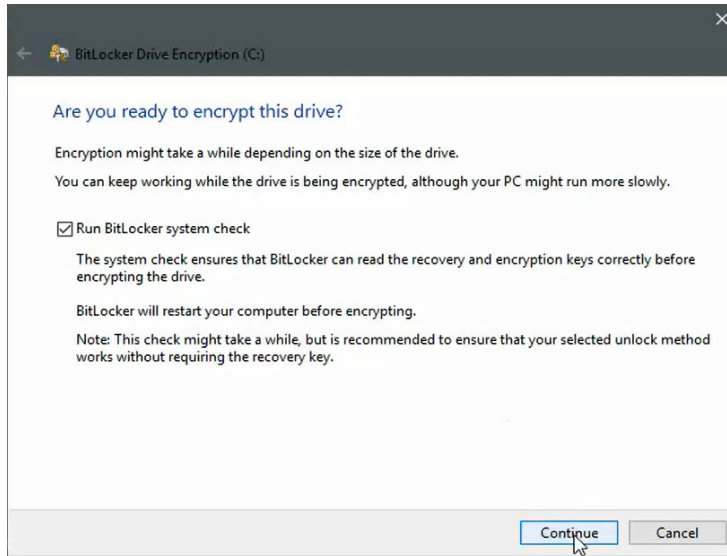 BitLocker Drive Encryption (C:)
Are you ready to encrypt this drive?
Encryption might take a while depending on the size of the drive.
You can keep working while the drive is being encrypted, although your PC might run more slowly.
Run BitLocker system check
The system check ensures that BitLocker can read the recovery and encryption keys correctly before
encrypting the drive.
BitLocker will restart your computer before encrypting.
Note: This check might take a while, but is recommended to ensure that your selected unlock method
works without requiring the recovery key.
Continue
Cancel